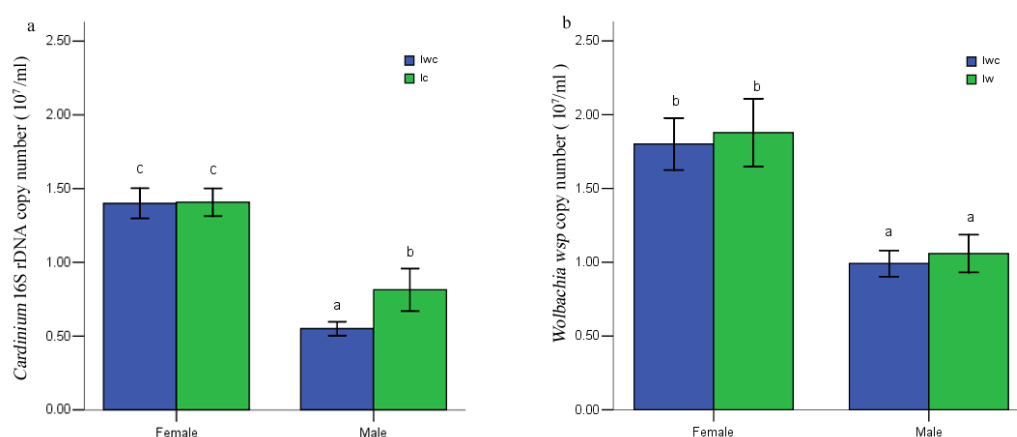 a
2.50
2.00
1.50
1.00
0.50
0.00
Cardinium 16S rDNA copy number ( 10⁷/ml)
Iwc
Ic
c
c
a
b
Female
Male
b
2.50
2.00
1.50
1.00
0.50
0.00
Wolbachia wsp copy number ( 10⁷/ml )
Iwc
Iw
b
b
a
a
Female
Male